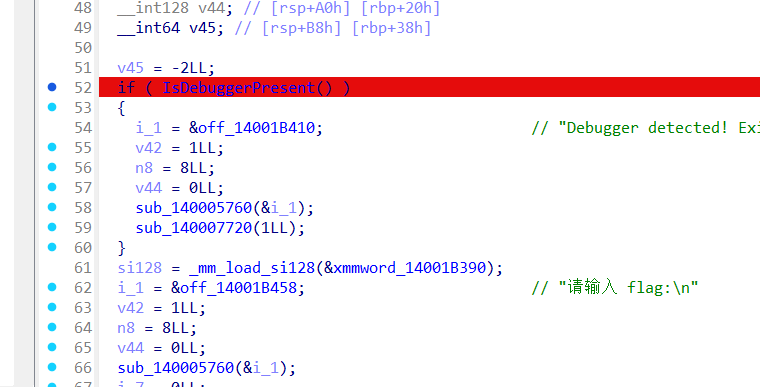 48 __int128 v44; // [rsp+A0h] [rbp+20h]
49 __int64 v45; // [rsp+B8h] [rbp+38h]
50
51 v45 = -2LL;
52 if ( IsDebuggerPresent() )
53 {
54 i_1 = &off_14001B410; // "Debugger detected! Exi
55 v42 = 1LL;
56 n8 = 8LL;
57 v44 = 0LL;
58 sub_140005760(&i_1);
59 sub_140007720(1LL);
60 }
61 si128 = _mm_load_si128(&xmmword_14001B390);
62 i_1 = &off_14001B458; // "请输入 flag:\n"
63 v42 = 1LL;
64 n8 = 8LL;
65 v44 = 0LL;
66 sub_140005760(&i_1);
67 i_7 = 0LL;